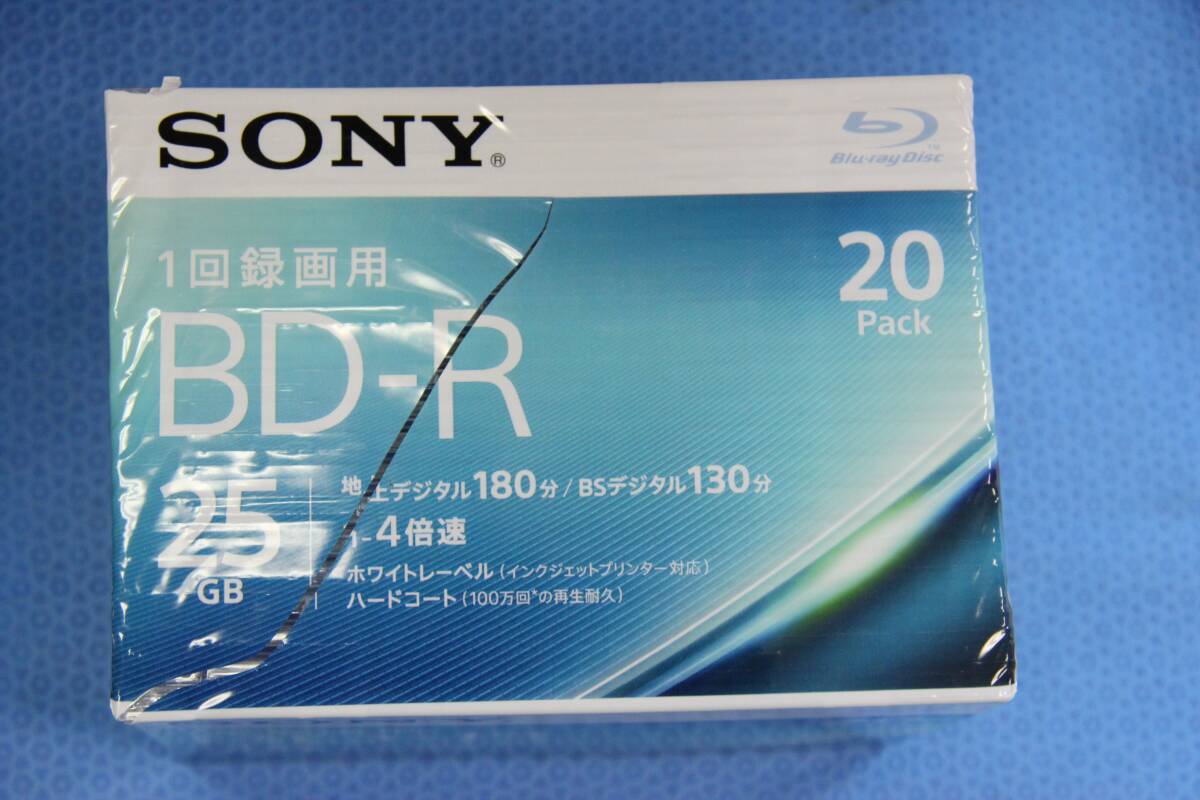 SONY®
Blu-ray Disc™
1回録画用
20
Pack
BD-R
25
GB
地上デジタル180分/BSデジタル130分
1-4倍速
ホワイトレーベル(インクジェットプリンター対応)
ハードコート(100万回*の再生耐久)